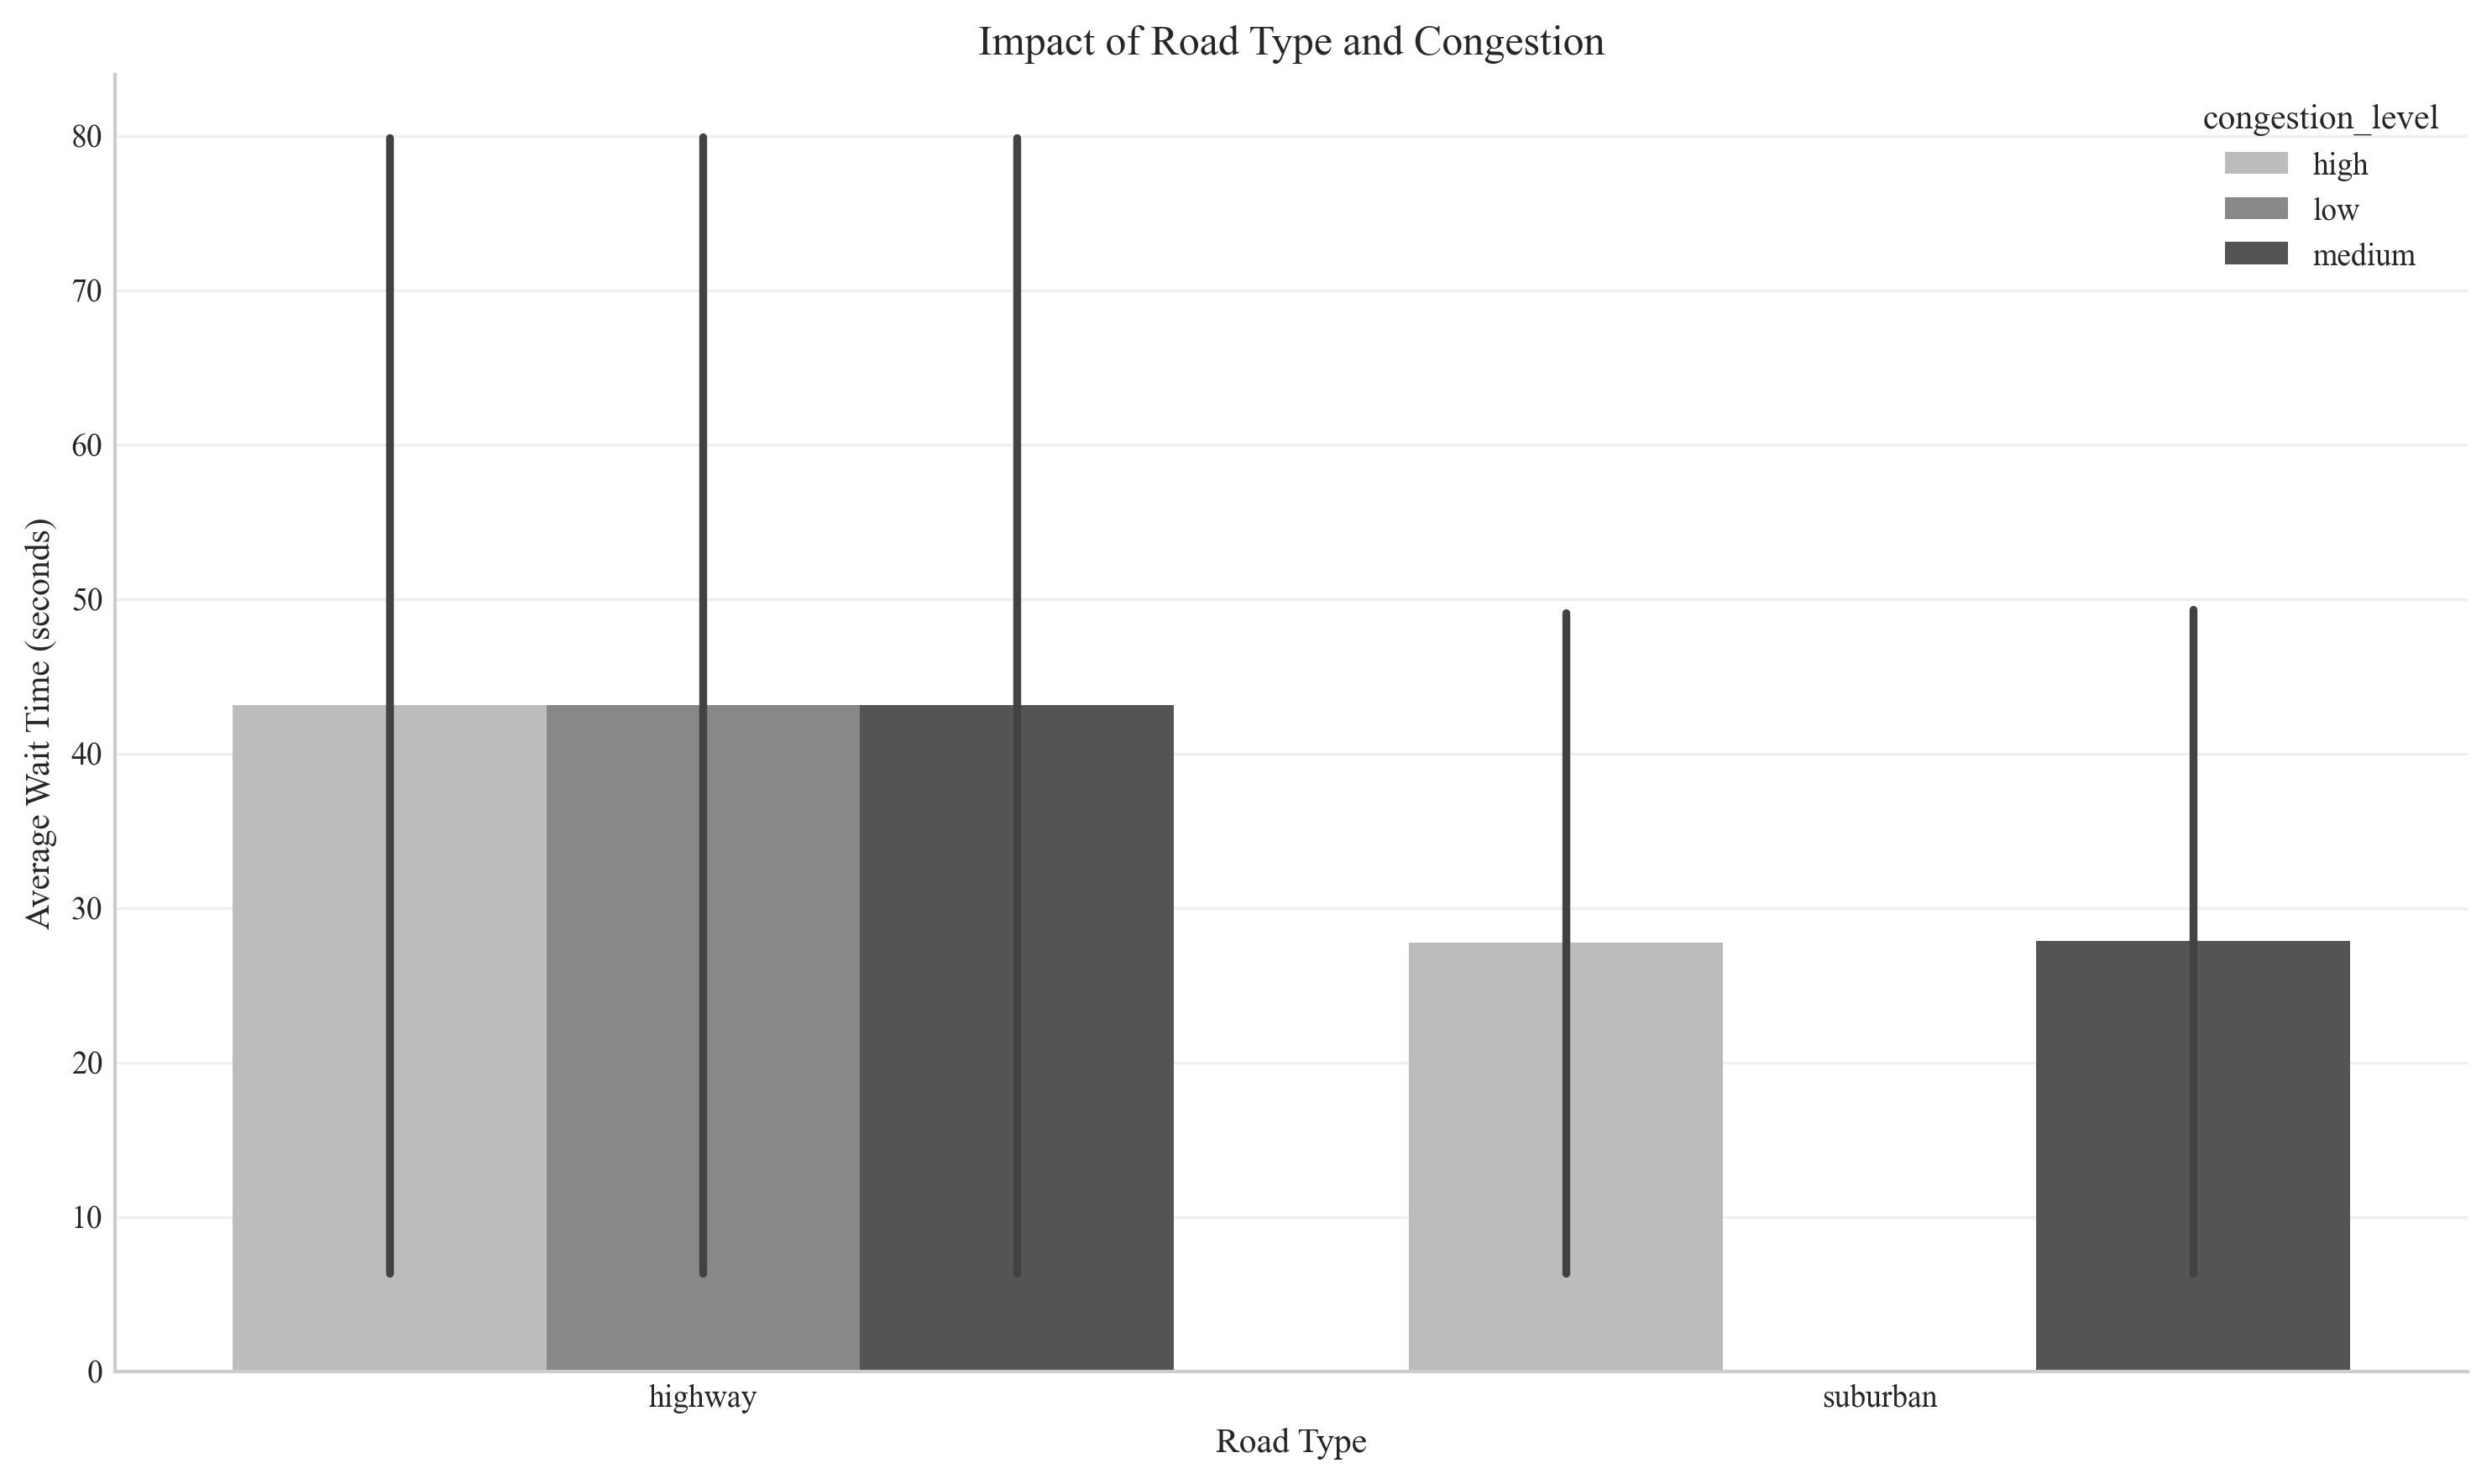 Impact of Road Type and Congestion
congestion_level
high
low
medium
Average Wait Time (seconds)
80
70
60
50
40
30
20
10
0
highway
suburban
Road Type